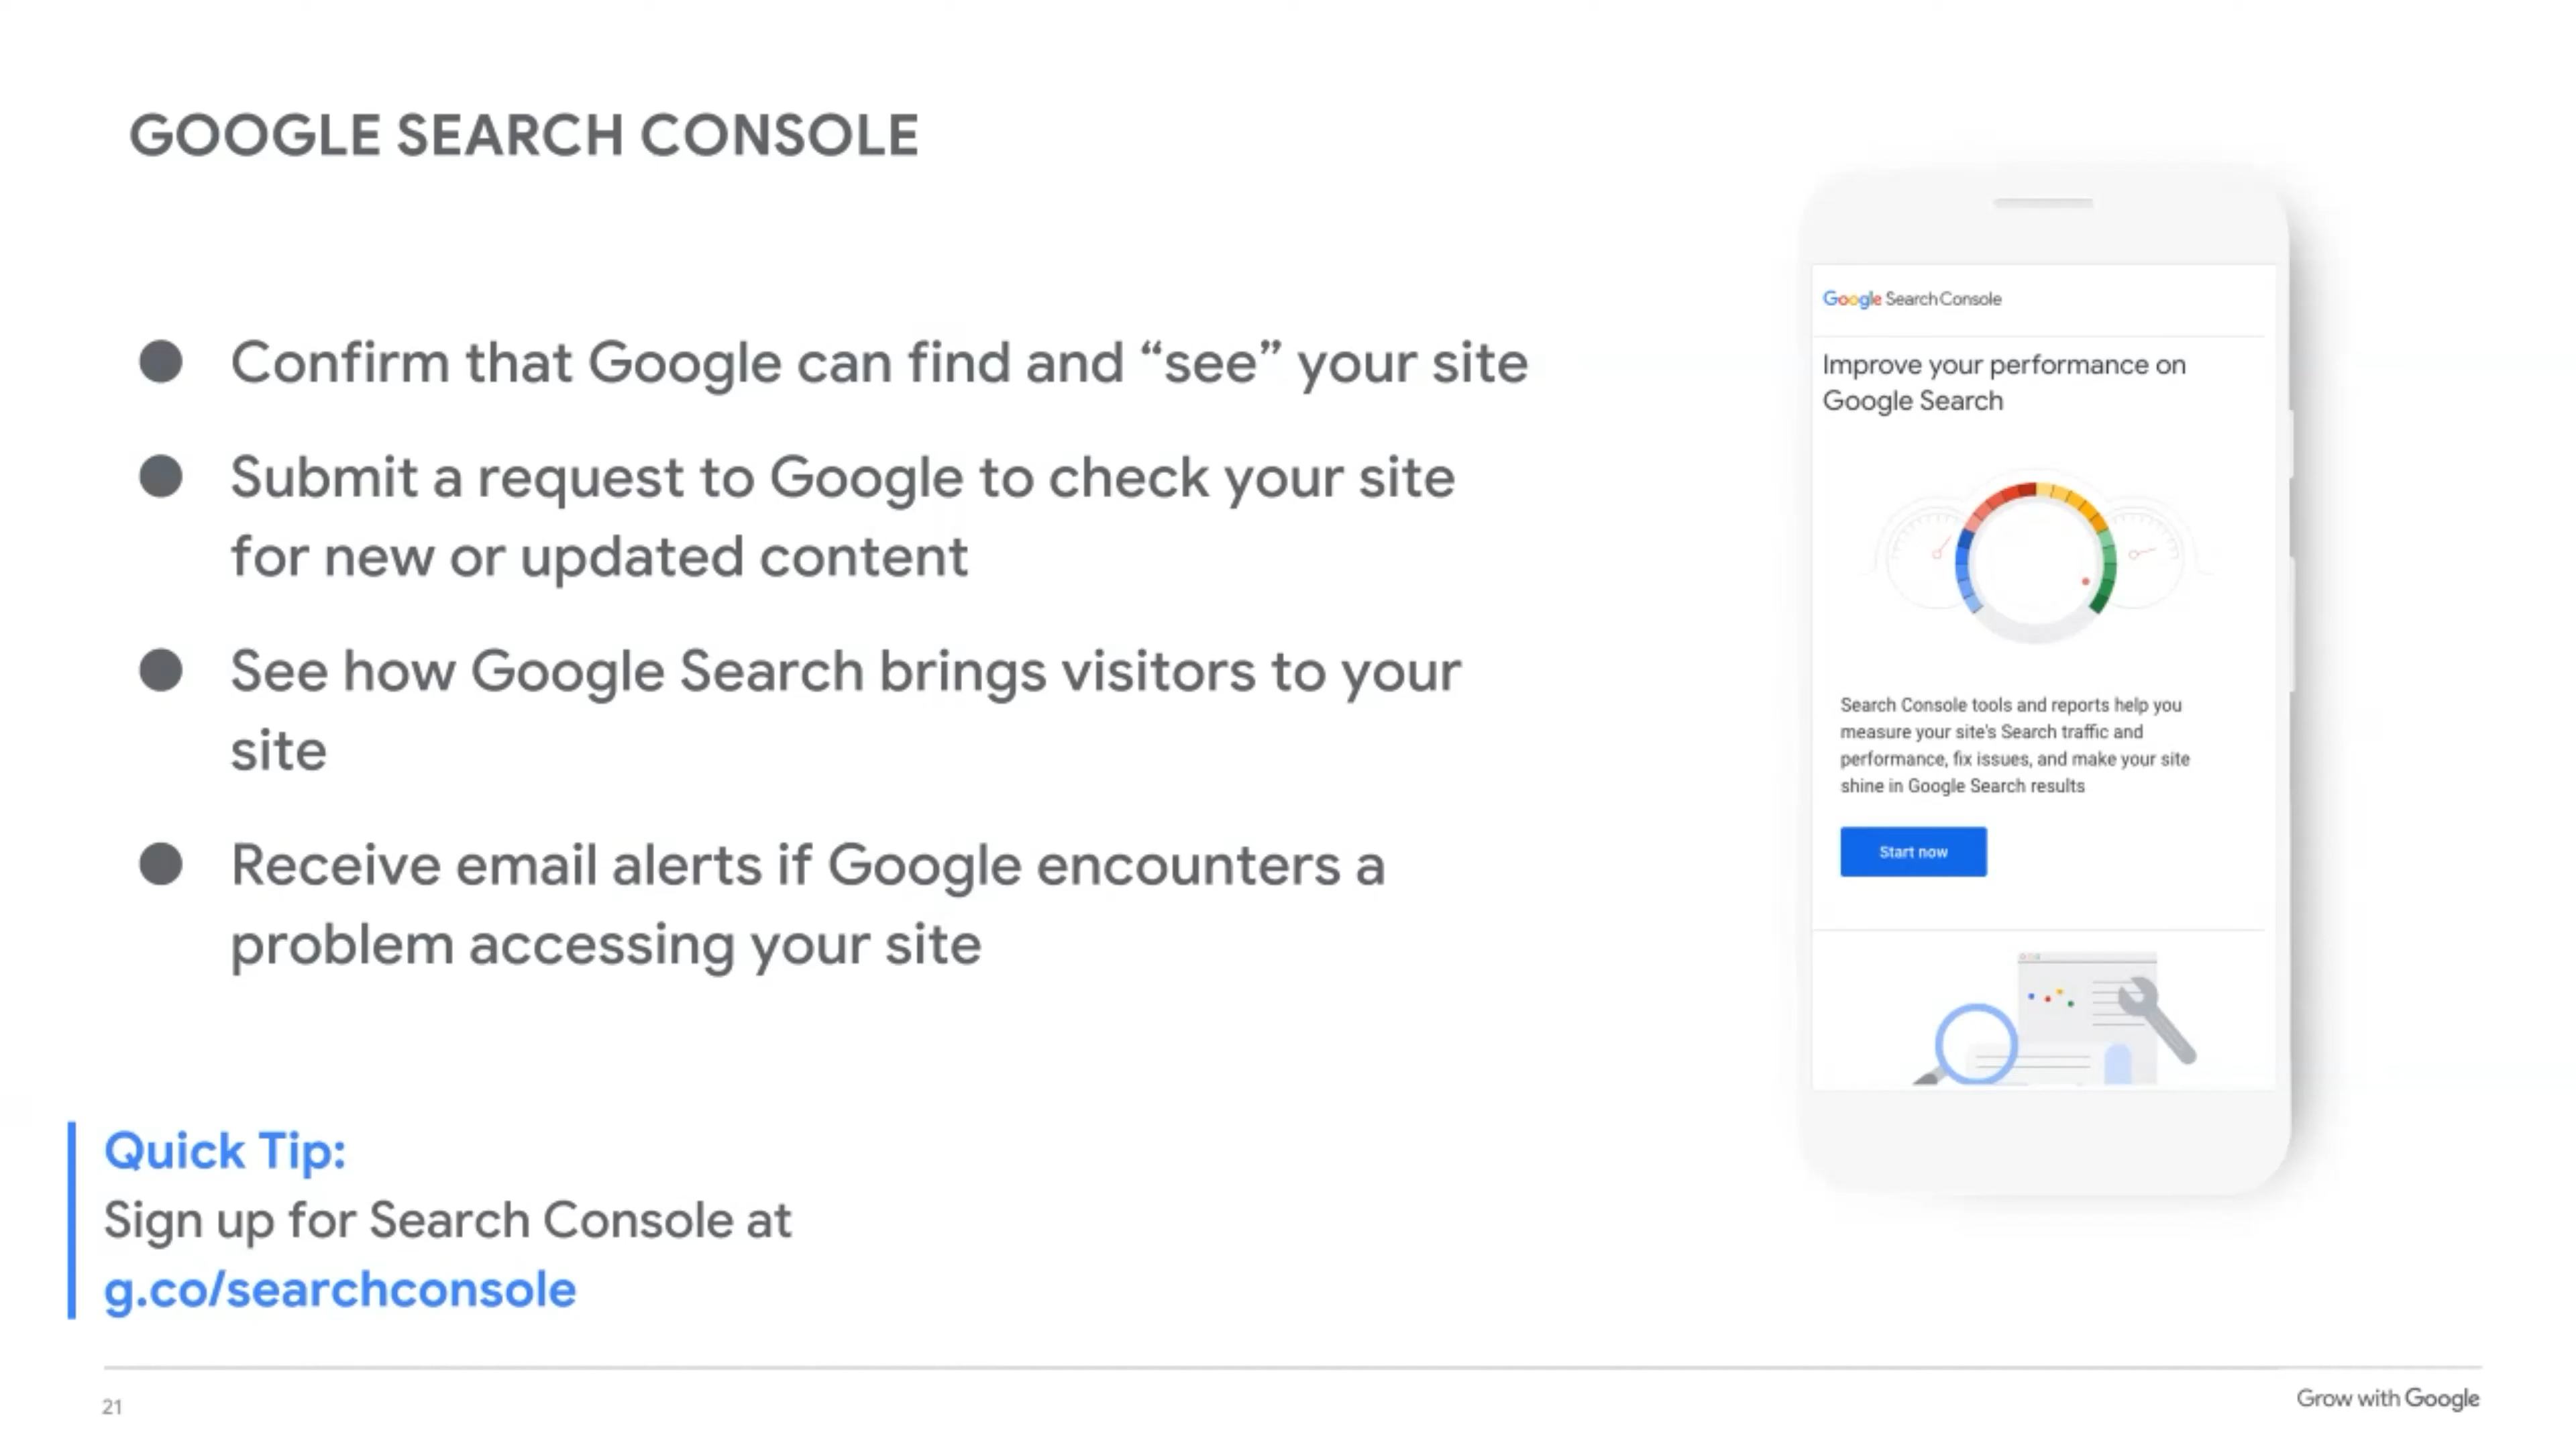 GOOGLE SEARCH CONSOLE
● Confirm that Google can find and “see” your site
● Submit a request to Google to check your site
for new or updated content
● See how Google Search brings visitors to your
site
● Receive email alerts if Google encounters a
problem accessing your site
Quick Tip:
Sign up for Search Console at
g.co/searchconsole
Google Search Console
Improve your performance on
Google Search
Search Console tools and reports help you
measure your site's Search traffic and
performance, fix issues, and make your site
shine in Google Search results
Start now
21
Grow with Google